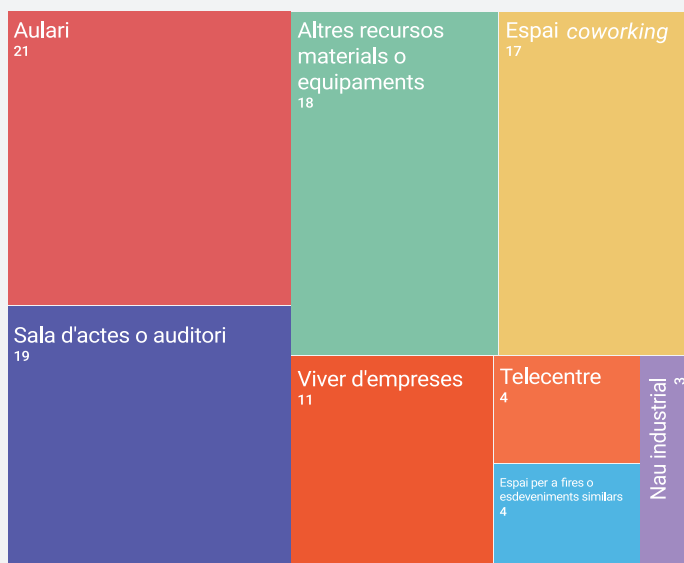 Aulari
21
Altres recursos
materials o
equipaments
18
Espai coworking
17
Sala d'actes o auditori
19
Viver d'empreses
11
Telecentre
4
Espai per a fires o
esdeveniments similars
4
Nau industrial
3